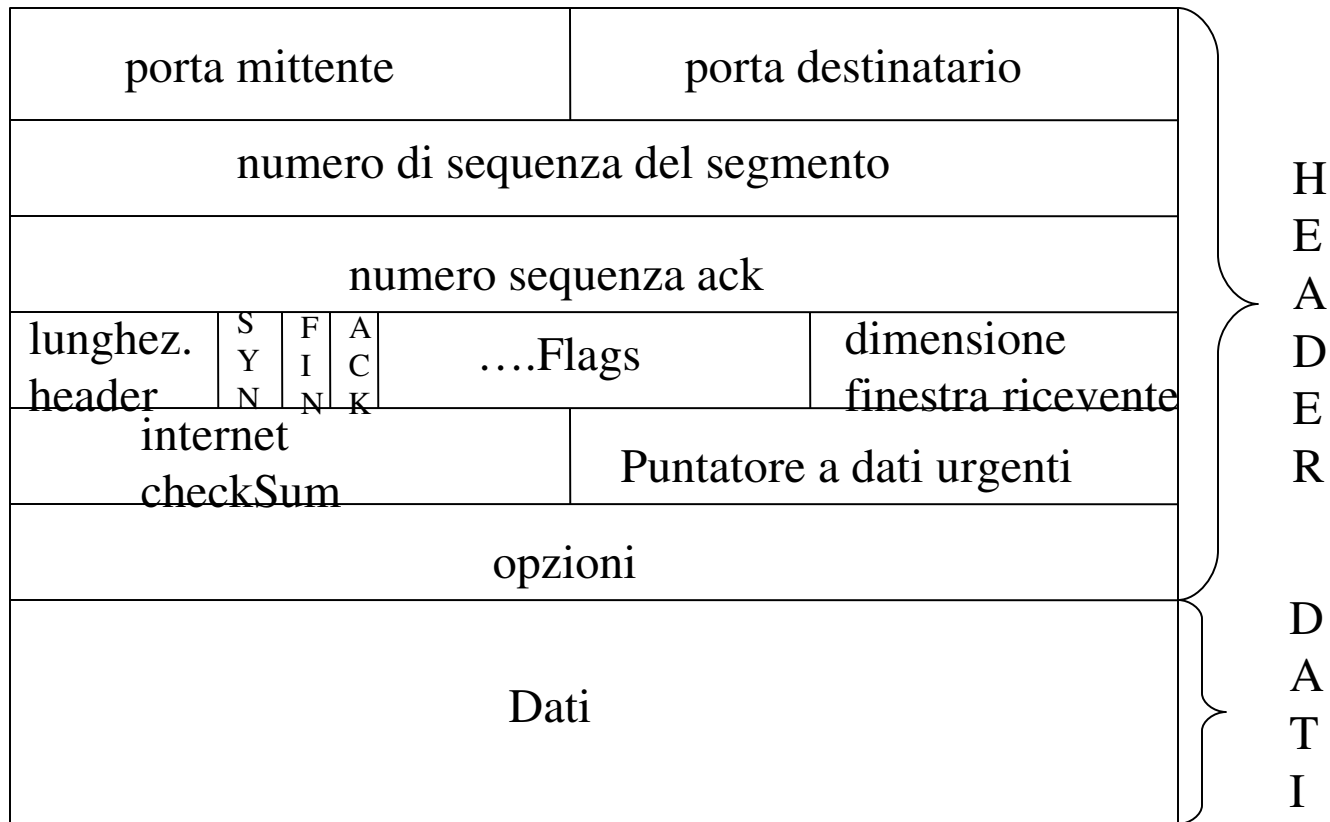 porta mittente
porta destinatario
numero di sequenza del segmento
numero sequenza ack
lunghez.
header
S
Y
N
F
I
N
A
C
K
....Flags
dimensione
finestra ricevente
internet
checkSum
Puntatore a dati urgenti
opzioni
Dati
H
E
A
D
E
R
D
A
T
I